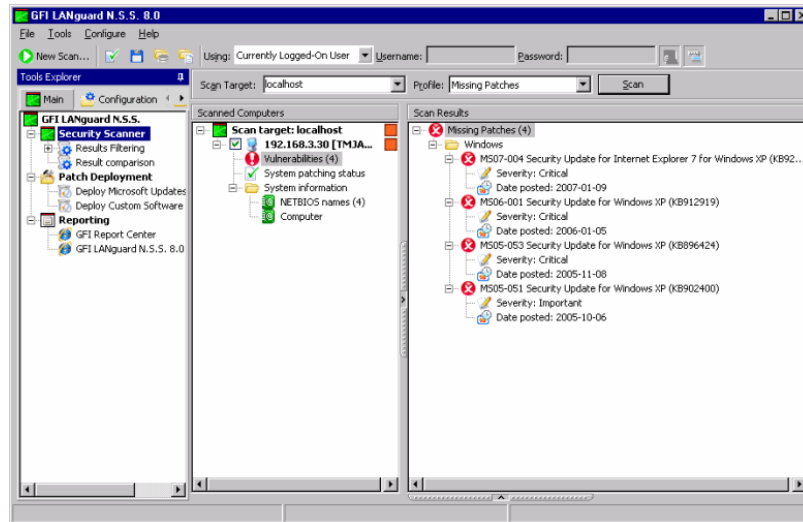 GFI LANguard N.S.S. 8.0
File Tools Configure Help
New Scan... Using: Currently Logged-On User Username: Password:
Tools Explorer
Scan Target: localhost Profile: Missing Patches Scan
Main Configuration
Scanned Computers
Scan Results
GFI LANguard N.S.S.
Security Scanner
Results Filtering
Result comparison
Patch Deployment
Deploy Microsoft Updates
Deploy Custom Software
Reporting
GFI Report Center
GFI LANguard N.S.S. 8.0
Scan target: localhost
192.168.3.30 [TMJA...
Vulnerabilities (4)
System patching status
System information
NETBIOS names (4)
Computer
Missing Patches (4)
Windows
MS07-004 Security Update for Internet Explorer 7 for Windows XP (KB92...
Severity: Critical
Date posted: 2007-01-09
MS06-001 Security Update for Windows XP (KB912919)
Severity: Critical
Date posted: 2006-01-05
MS05-053 Security Update for Windows XP (KB896424)
Severity: Critical
Date posted: 2005-11-08
MS05-051 Security Update for Windows XP (KB902400)
Severity: Important
Date posted: 2005-10-06